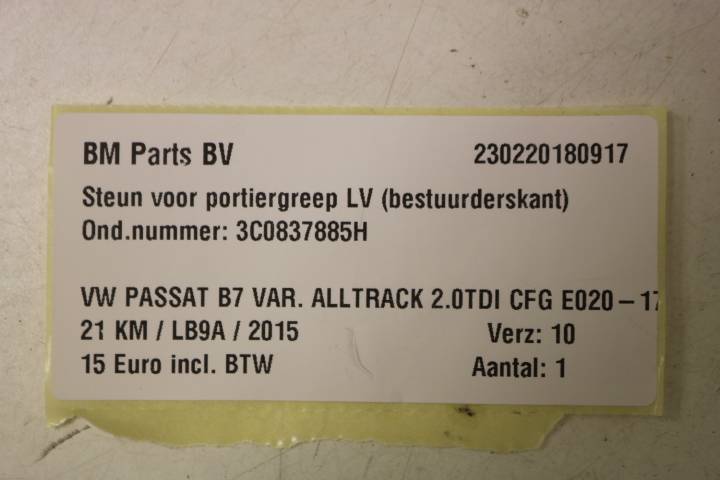 BM Parts BV 230220180917
Steun voor portiergreep LV (bestuurderskant)
Ond.nummer: 3C0837885H
VW PASSAT B7 VAR. ALLTRACK 2.0TDI CFG E020-17
21 KM / LB9A / 2015 Verz: 10
15 Euro incl. BTW Aantal: 1